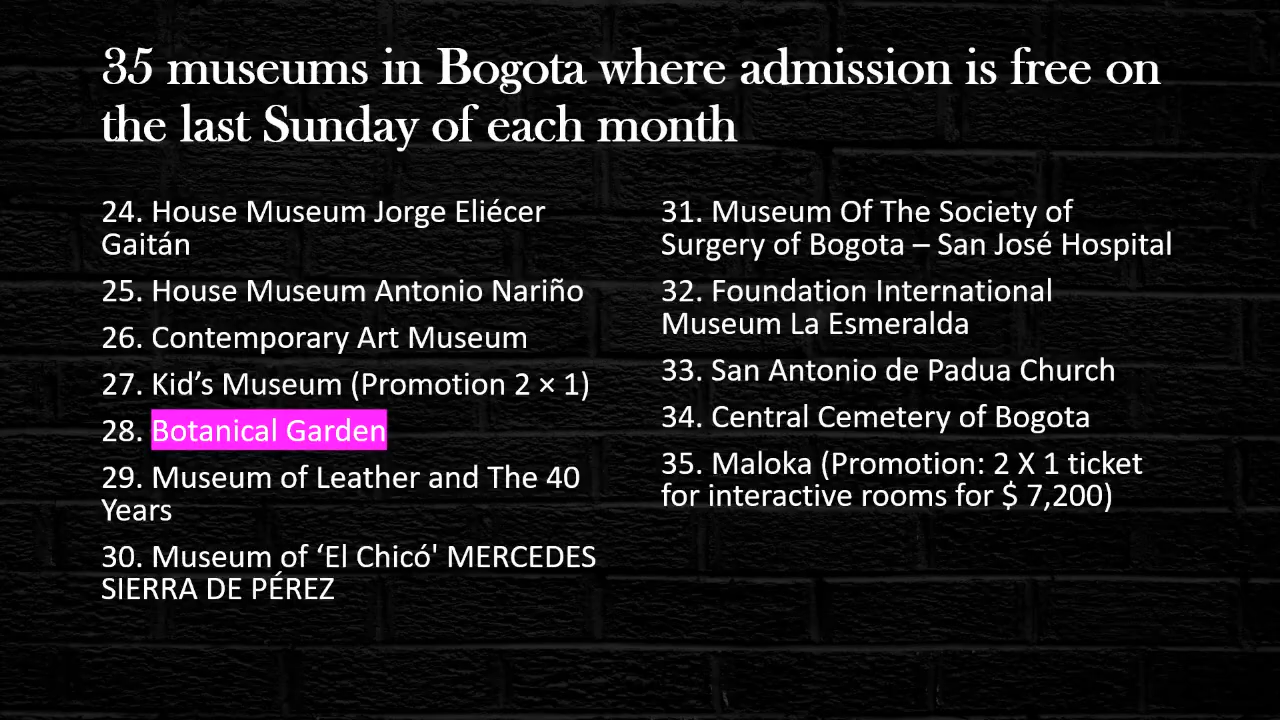 35 museums in Bogota where admission is free on
the last Sunday of each month
24. House Museum Jorge Eliécer
Gaitán
25. House Museum Antonio Nariño
26. Contemporary Art Museum
27. Kid’s Museum (Promotion 2 × 1)
28. Botanical Garden
29. Museum of Leather and The 40
Years
30. Museum of ‘El Chicó' MERCEDES
SIERRA DE PÉREZ
31. Museum Of The Society of
Surgery of Bogota – San José Hospital
32. Foundation International
Museum La Esmeralda
33. San Antonio de Padua Church
34. Central Cemetery of Bogota
35. Maloka (Promotion: 2 X 1 ticket
for interactive rooms for $ 7,200)